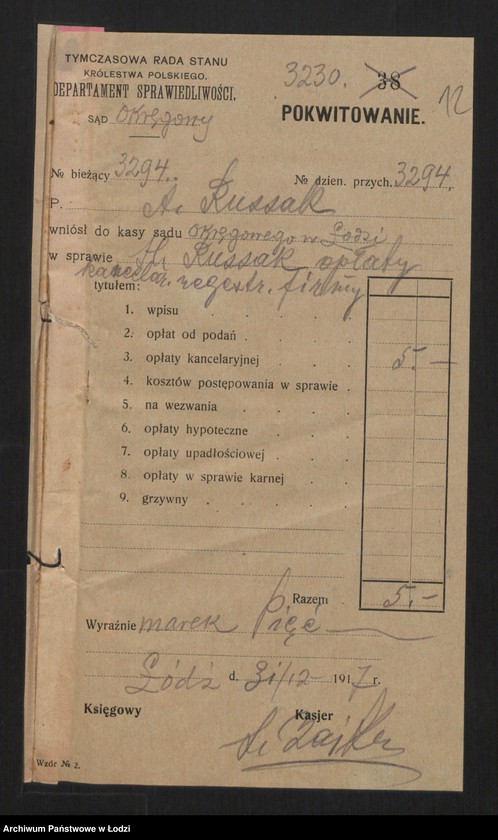 TYMCZASOWA RADA STANU
KRÓLESTWA POLSKIEGO.
DEPARTAMENT SPRAWIEDLIWOŚCI.
SĄD Okręgowy
3230. 38
12
POKWITOWANIE.
№ bieżący 3294. № dzien. przych. 3294.
P. A. Russak
wniósł do kasy sądu Okręgowego w Łodzi
w sprawie Russak opłaty
kancelar. regestr. firmy
tytułem:
1. wpisu
2. opłat od podań
3. opłaty kancelaryjnej 5.—
4. kosztów postępowania w sprawie
5. na wezwania
6. opłaty hypoteczne
7. opłaty upadłościowej
8. opłaty w sprawie karnej
9. grzywny
Razem 5.—
Wyraźnie marek Pięć
Łódź d. 31/12 1917 r.
Księgowy Kasjer
Wzór № 2.
Archiwum Państwowe w Łodzi